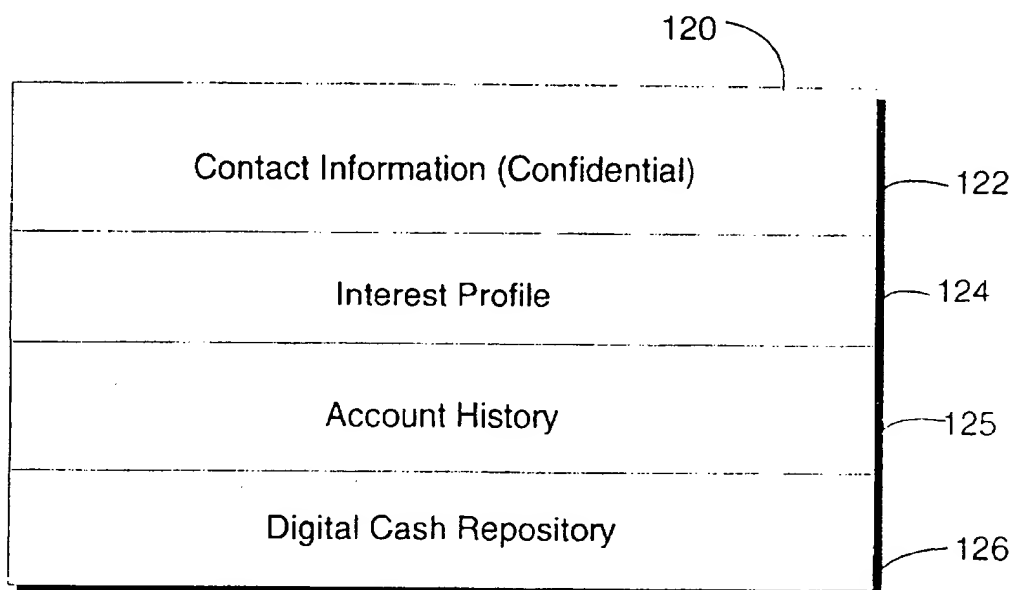 120
Contact Information (Confidential)
122
Interest Profile
124
Account History
125
Digital Cash Repository
126